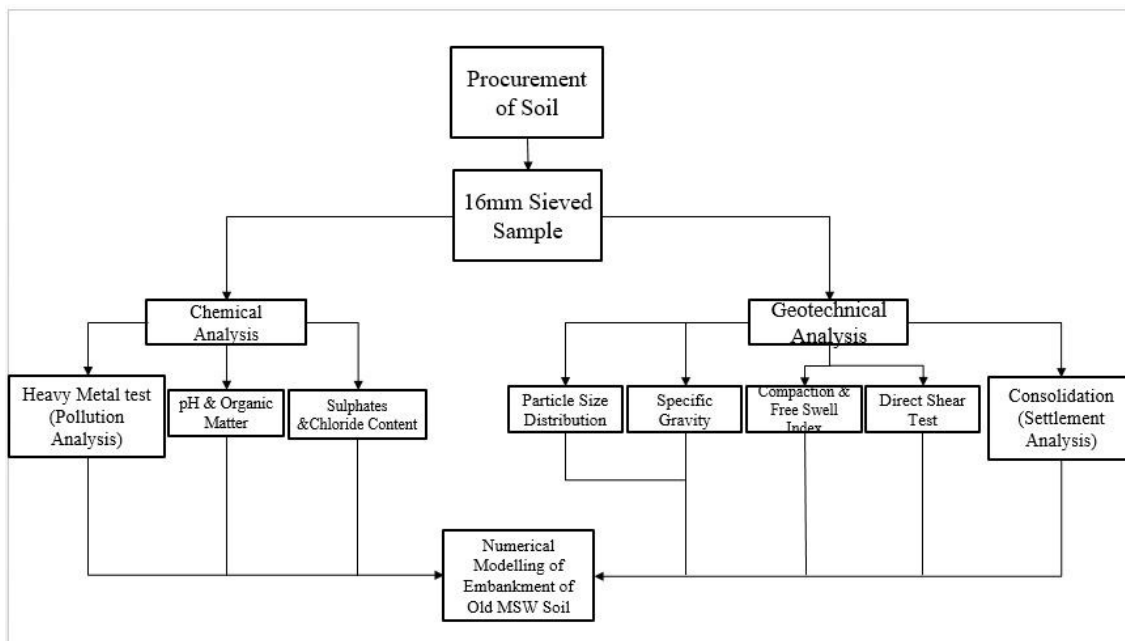 Procurement
of Soil
16mm Sieved
Sample
Chemical
Analysis
Geotechnical
Analysis
Heavy Metal test
(Pollution
Analysis)
pH & Organic
Matter
Sulphates
&Chloride Content
Particle Size
Distribution
Specific
Gravity
Compaction &
Free Swell
Index
Direct Shear
Test
Consolidation
(Settlement
Analysis)
Numerical
Modelling of
Embankment of
Old MSW Soil